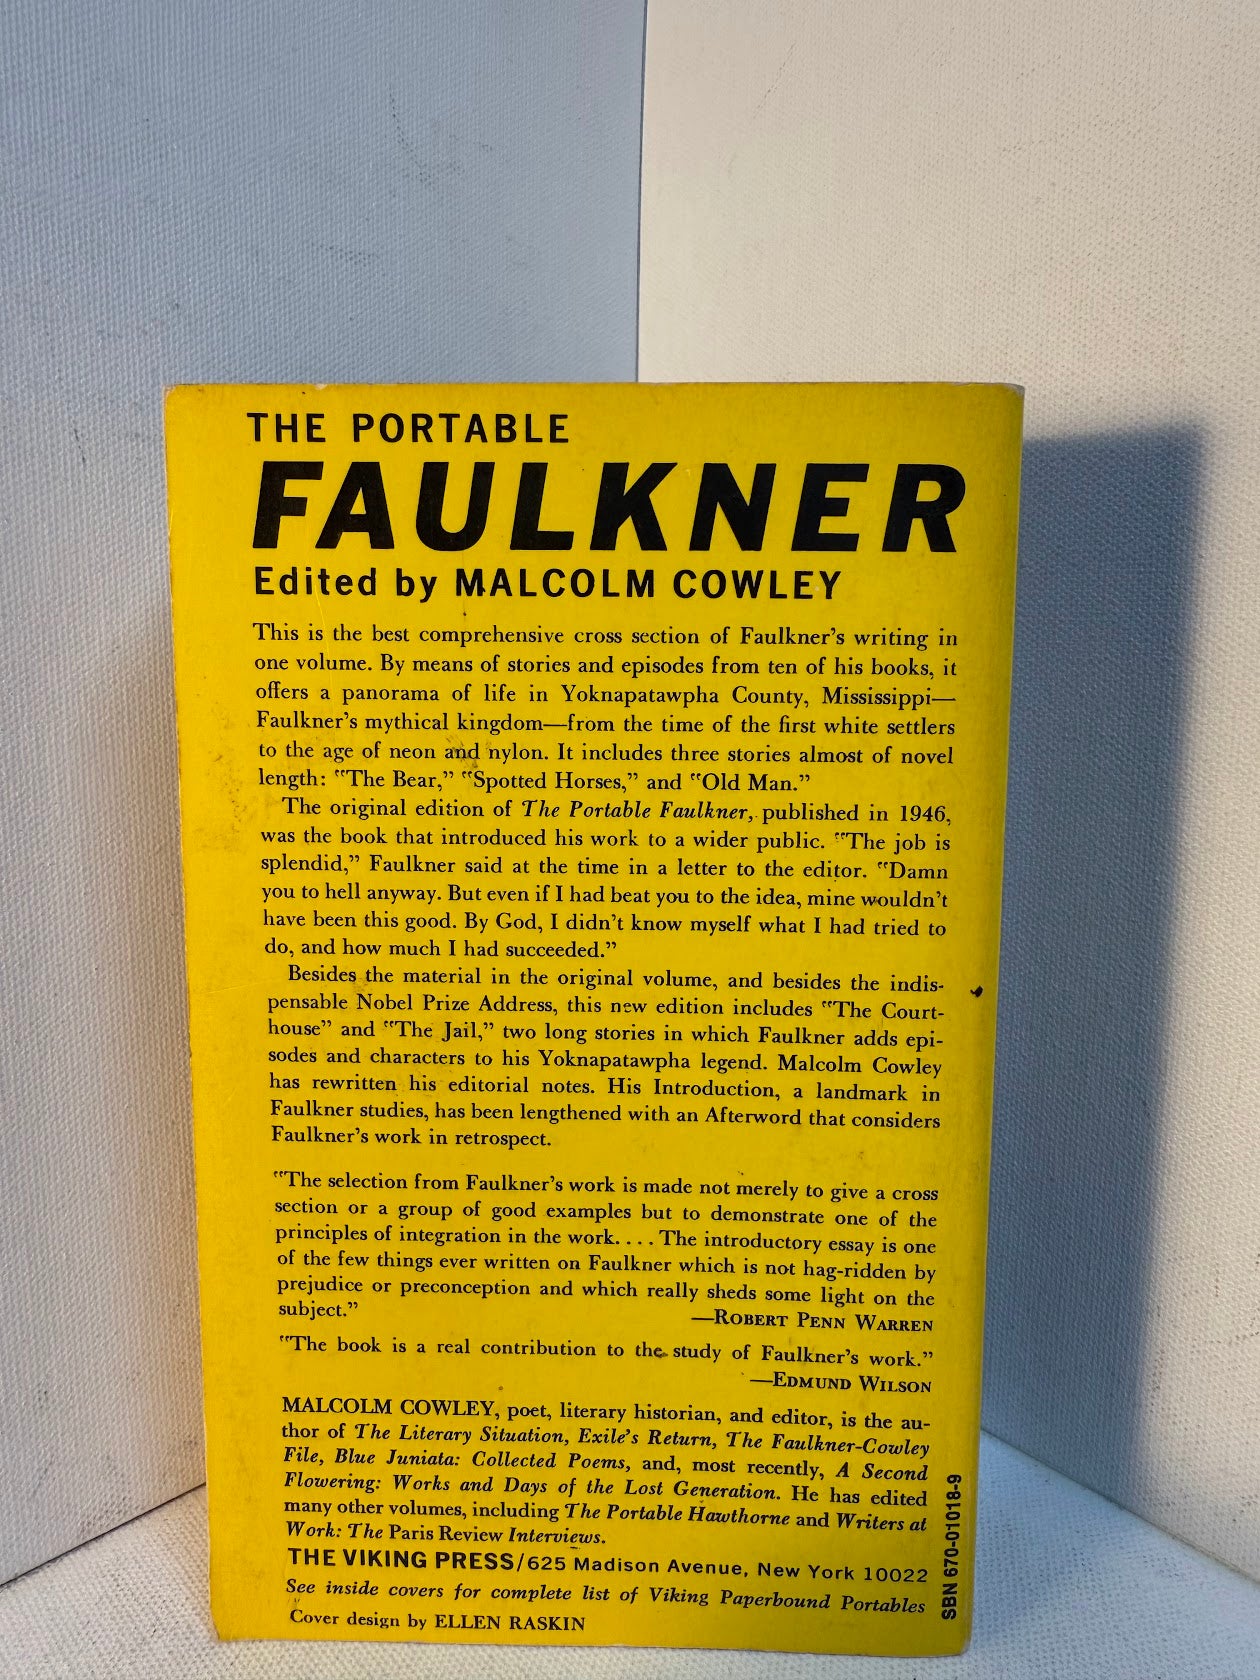 THE PORTABLE
FAULKNER
Edited by MALCOLM COWLEY
This is the best comprehensive cross section of Faulkner's writing in
one volume. By means of stories and episodes from ten of his books, it
offers a panorama of life in Yoknapatawpha County, Mississippi—
Faulkner's mythical kingdom—from the time of the first white settlers
to the age of neon and nylon. It includes three stories almost of novel
length: "The Bear," "Spotted Horses," and "Old Man."
The original edition of The Portable Faulkner, published in 1946,
was the book that introduced his work to a wider public. "The job is
splendid," Faulkner said at the time in a letter to the editor. "Damn
you to hell anyway. But even if I had beat you to the idea, mine wouldn't
have been this good. By God, I didn't know myself what I had tried to
do, and how much I had succeeded."
Besides the material in the original volume, and besides the indis-
pensable Nobel Prize Address, this new edition includes "The Court-
house" and "The Jail," two long stories in which Faulkner adds epi-
sodes and characters to his Yoknapatawpha legend. Malcolm Cowley
has rewritten his editorial notes. His Introduction, a landmark in
Faulkner studies, has been lengthened with an Afterword that considers
Faulkner's work in retrospect.
"The selection from Faulkner's work is made not merely to give a cross
section or a group of good examples but to demonstrate one of the
principles of integration in the work. . . . The introductory essay is one
of the few things ever written on Faulkner which is not hag-ridden by
prejudice or preconception and which really sheds some light on the
subject." —ROBERT PENN WARREN
"The book is a real contribution to the study of Faulkner's work."
—EDMUND WILSON
MALCOLM COWLEY, poet, literary historian, and editor, is the au-
thor of The Literary Situation, Exile's Return, The Faulkner-Cowley
File, Blue Juniata: Collected Poems, and, most recently, A Second
Flowering: Works and Days of the Lost Generation. He has edited
many other volumes, including The Portable Hawthorne and Writers at
Work: The Paris Review Interviews.
THE VIKING PRESS/625 Madison Avenue, New York 10022
See inside covers for complete list of Viking Paperbound Portables
Cover design by ELLEN RASKIN
SBN 670-01018-9